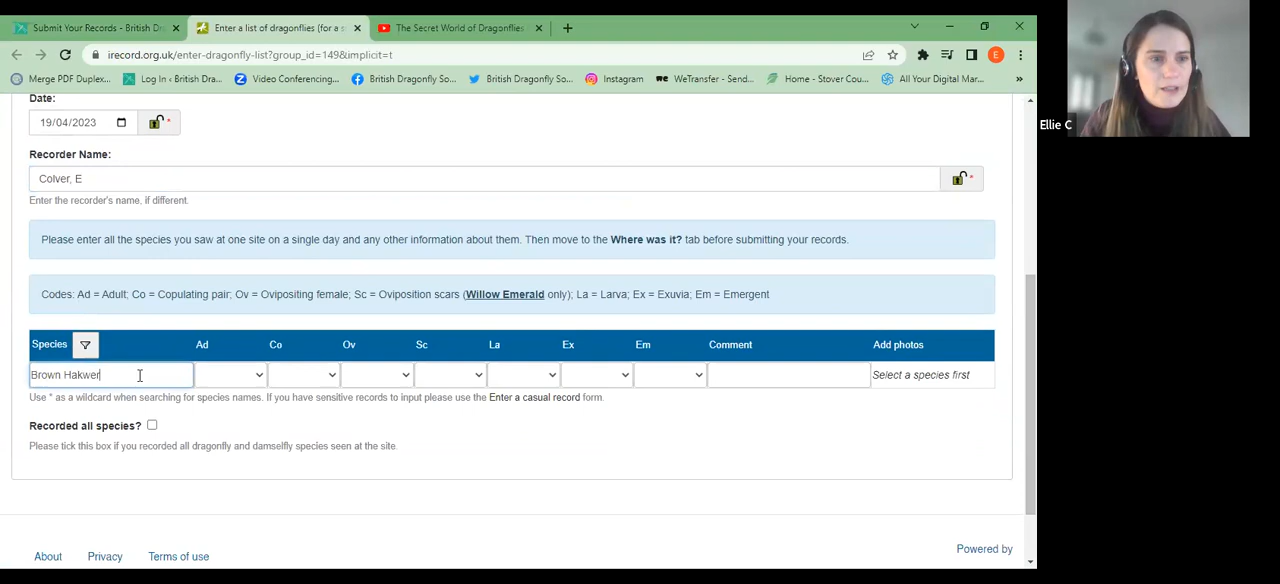 Submit Your Records - British Dr
Enter a list of dragonflies (for a s
The Secret World of Dragonflies
irecord.org.uk/enter-dragonfly-list?group_id=149&implicit=t
E
Merge PDF Duplex...
Log In ‹ British Dra...
Video Conferencing...
British Dragonfly So...
British Dragonfly So...
Instagram
WeTransfer - Send...
Home - Stover Cou...
All Your Digital Mar...
»
Ellie C
Date:
19/04/2023
*
Recorder Name:
Colver, E
*
Enter the recorder's name, if different.
Please enter all the species you saw at one site on a single day and any other information about them. Then move to the Where was it? tab before submitting your records.
Codes: Ad = Adult; Co = Copulating pair; Ov = Ovipositing female; Sc = Oviposition scars (Willow Emerald only); La = Larva; Ex = Exuvia; Em = Emergent
Species Ad Co Ov Sc La Ex Em Comment Add photos
Brown Hakwer Select a species first
Use * as a wildcard when searching for species names. If you have sensitive records to input please use the Enter a casual record form.
Recorded all species?
Please tick this box if you recorded all dragonfly and damselfly species seen at the site.
About Privacy Terms of use Powered by